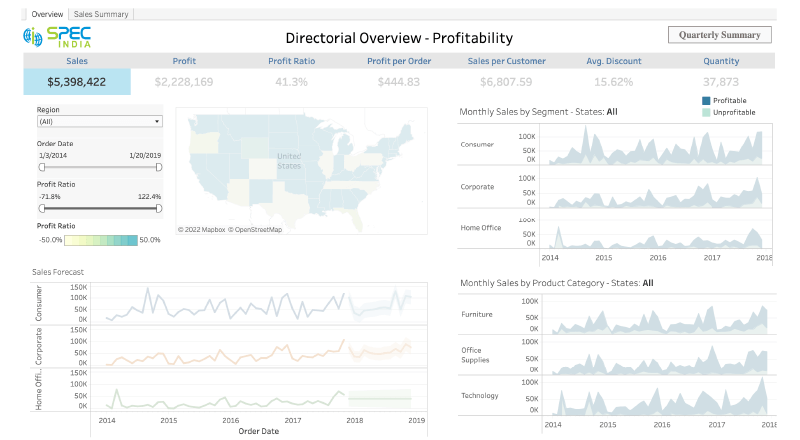 Overview Sales Summary
SPEC
INDIA
Directorial Overview - Profitability
Quarterly Summary
Sales Profit Profit Ratio Profit per Order Sales per Customer Avg. Discount Quantity
$5,398,422 $2,228,169 41.3% $444.83 $6,807.59 15.62% 37,873
Profitable
Unprofitable
Region
(All)
Order Date
1/3/2014 1/20/2019
Profit Ratio
-71.8% 122.4%
Profit Ratio
-50.0% 50.0%
United
States
© 2022 Mapbox © OpenStreetMap
Monthly Sales by Segment - States: All
Consumer
100K
50K
0K
Corporate
100K
50K
0K
Home Office
100K
50K
0K
2014 2015 2016 2017 2018
Sales Forecast
Consumer
150K
100K
50K
0K
Corporate
150K
100K
50K
0K
Home Offi..
150K
100K
50K
0K
2014 2015 2016 2017 2018 2019
Order Date
Monthly Sales by Product Category - States: All
Furniture
100K
50K
0K
Office
Supplies
100K
50K
0K
Technology
100K
50K
0K
2014 2015 2016 2017 2018